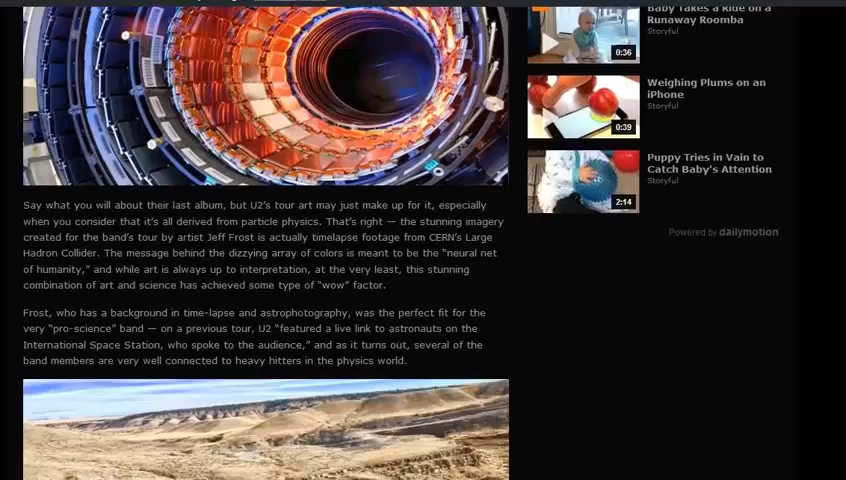 Say what you will about their last album, but U2's tour art may just make up for it, especially
when you consider that it's all derived from particle physics. That's right — the stunning imagery
created for the band's tour by artist Jeff Frost is actually timelapse footage from CERN's Large
Hadron Collider. The message behind the dizzying array of colors is meant to be the “neural net
of humanity,” and while art is always up to interpretation, at the very least, this stunning
combination of art and science has achieved some type of “wow” factor.
Frost, who has a background in time-lapse and astrophotography, was the perfect fit for the
very “pro-science” band — on a previous tour, U2 “featured a live link to astronauts on the
International Space Station, who spoke to the audience,” and as it turns out, several of the
band members are very well connected to heavy hitters in the physics world.
Baby Takes a Ride on a
Runaway Roomba
Storyful
0:36
Weighing Plums on an
iPhone
Storyful
0:39
Puppy Tries in Vain to
Catch Baby's Attention
Storyful
2:14
Powered by dailymotion